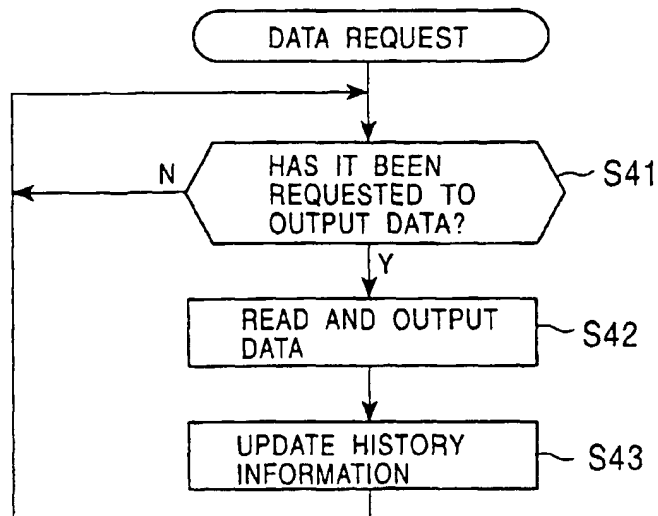 DATA REQUEST
HAS IT BEEN
REQUESTED TO
OUTPUT DATA?
S41
N
Y
READ AND OUTPUT
DATA
S42
UPDATE HISTORY
INFORMATION
S43